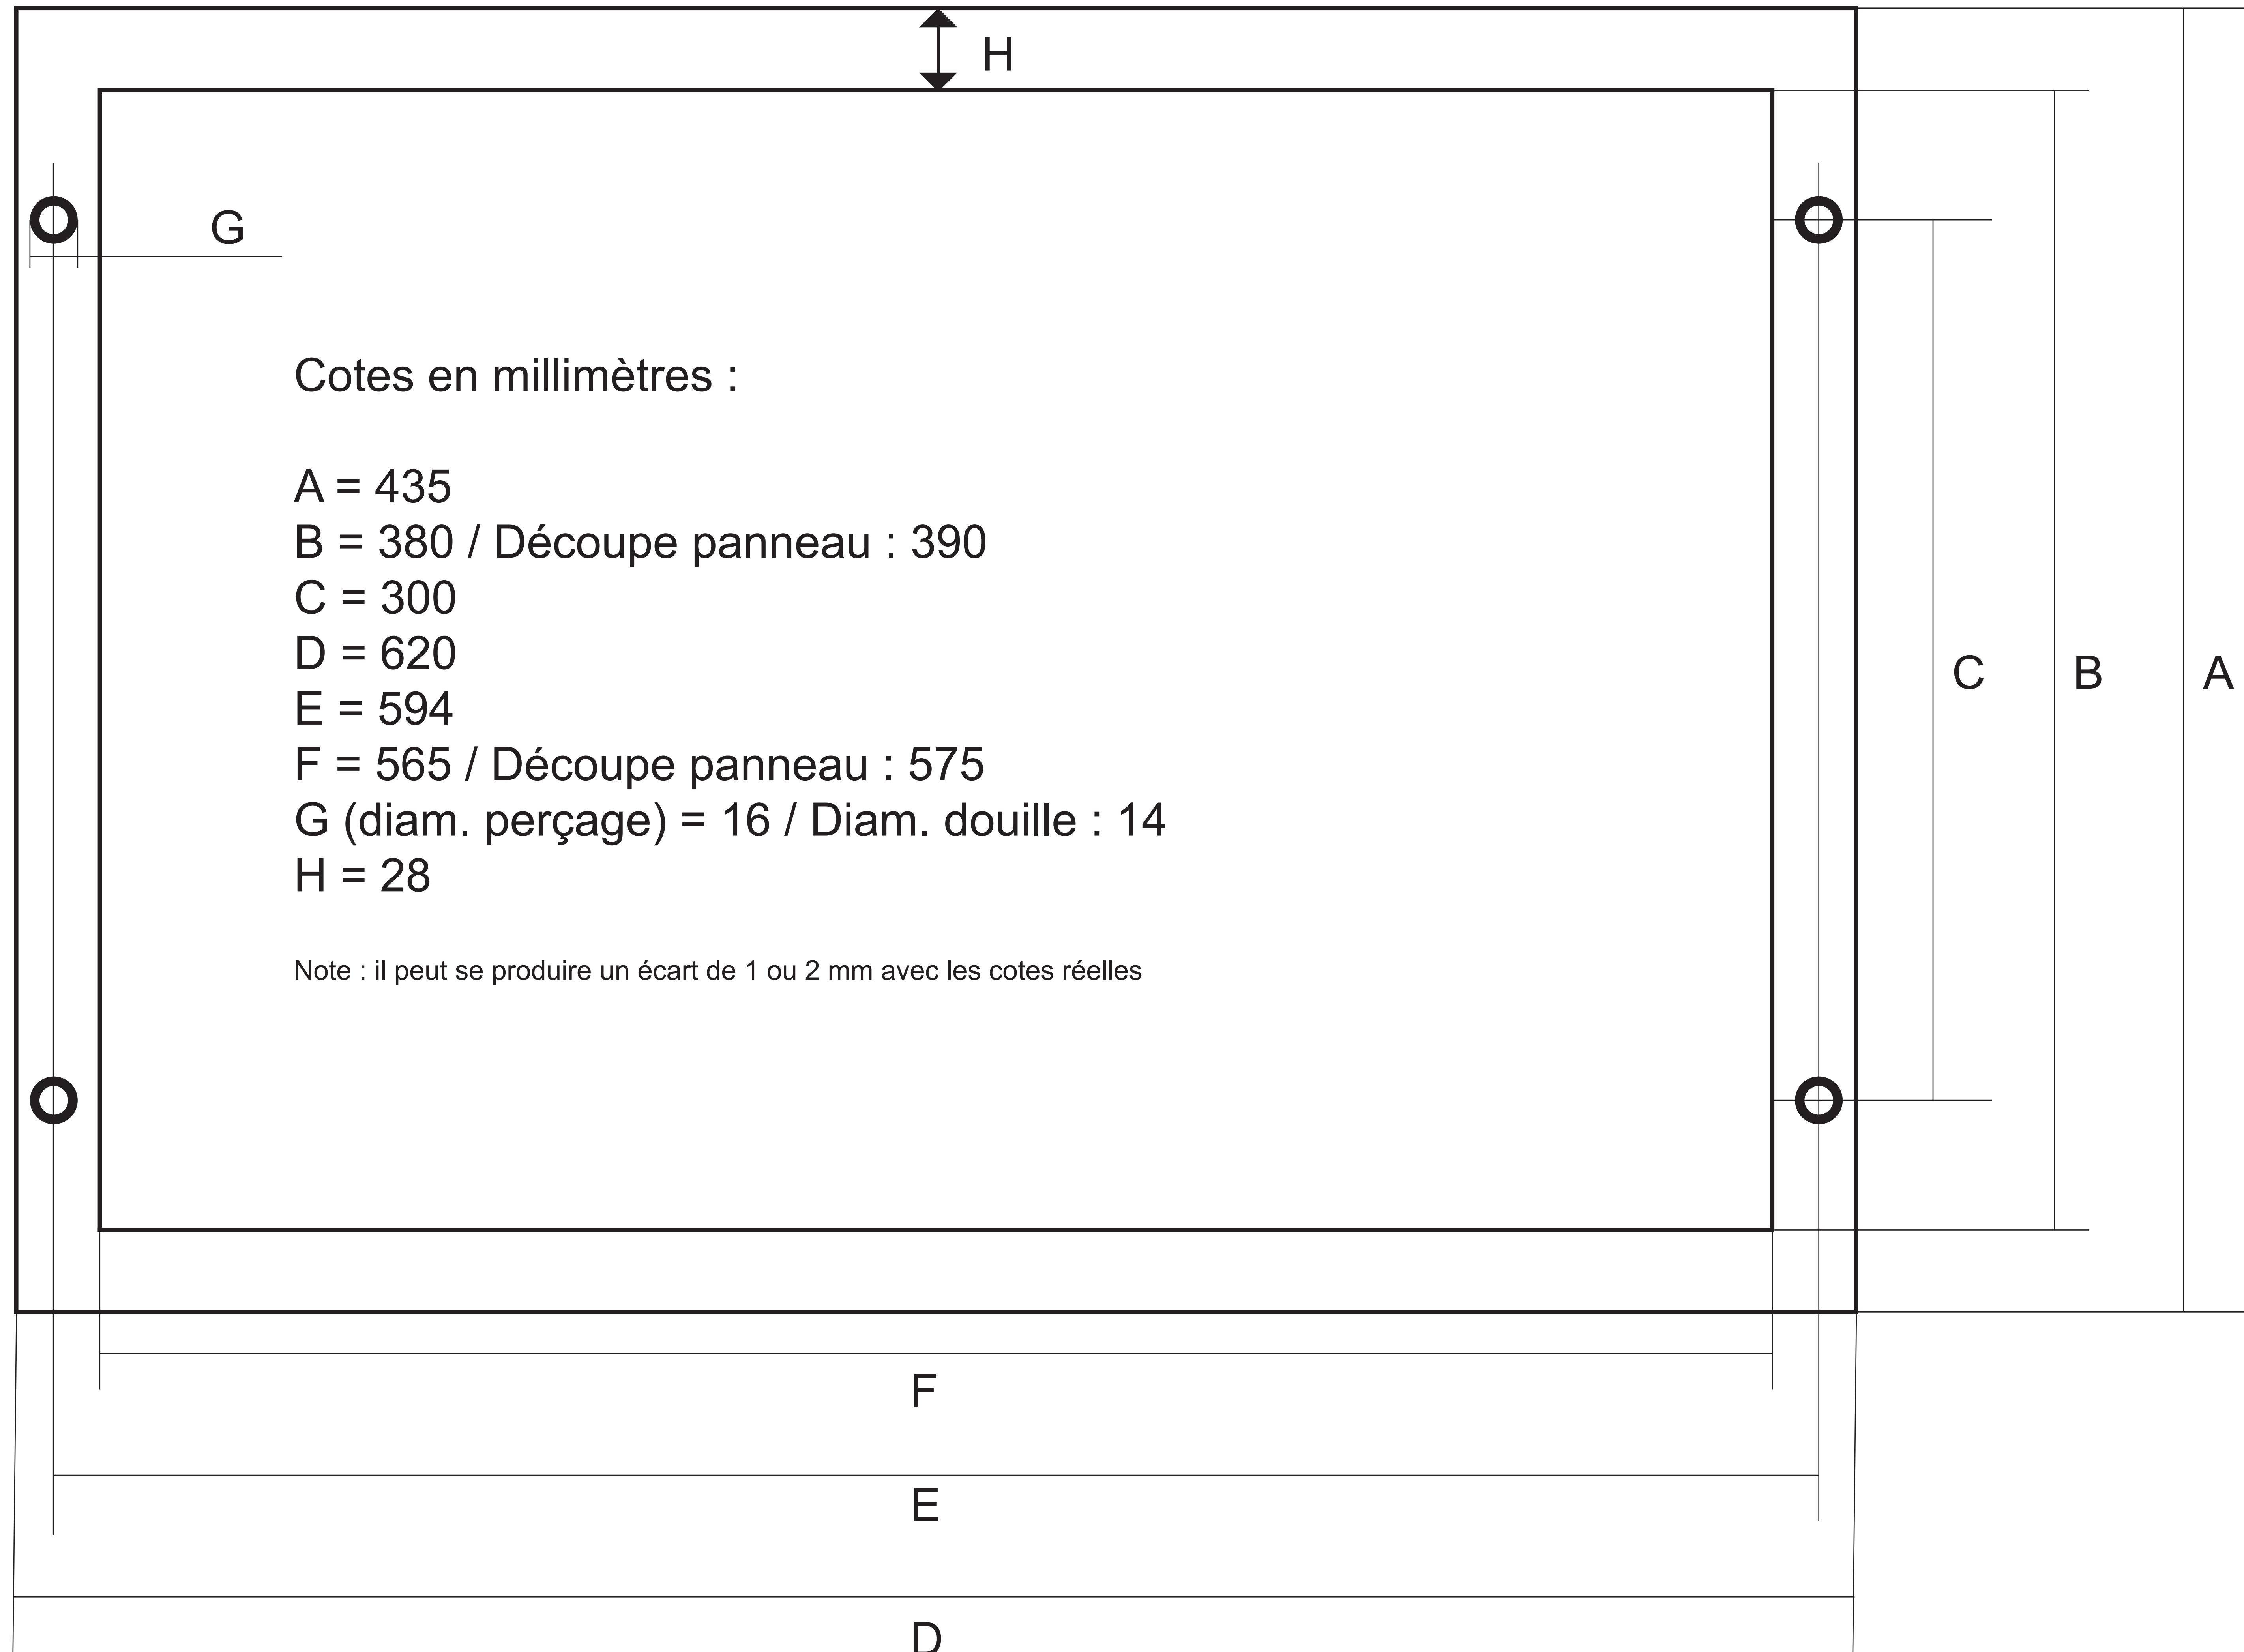 H
G
Cotes en millimètres :
A = 435
B = 380 / Découpe panneau : 390
C = 300
D = 620
E = 594
F = 565 / Découpe panneau : 575
G (diam. perçage) = 16 / Diam. douille : 14
H = 28
Note : il peut se produire un écart de 1 ou 2 mm avec les cotes réelles
C B A
F
E
D